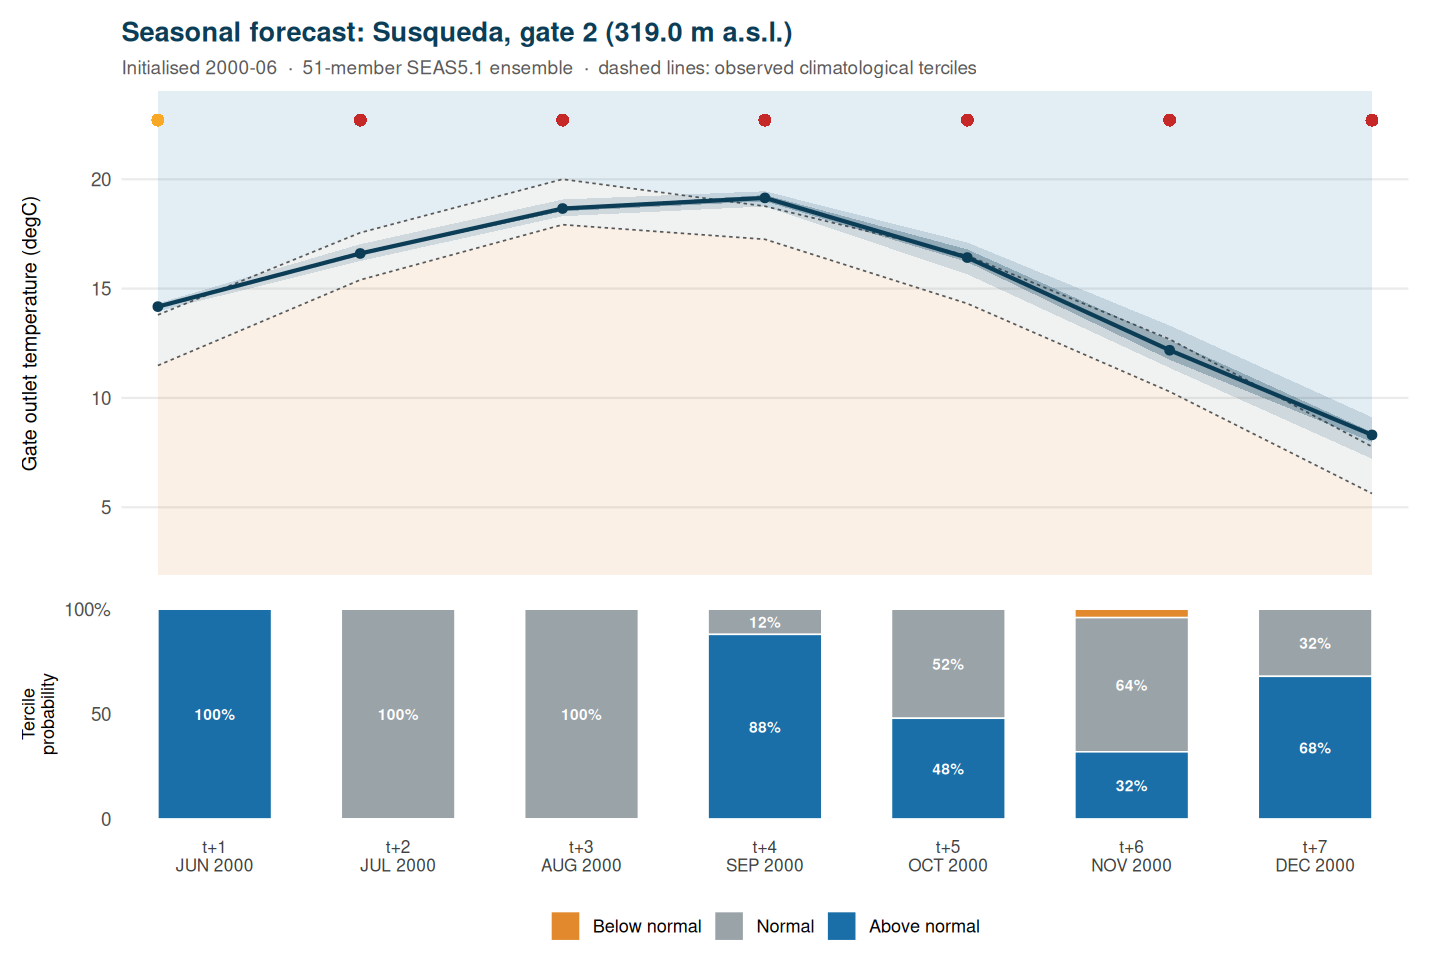 Seasonal forecast: Susqueda, gate 2 (319.0 m a.s.l.)
Initialised 2000-06 · 51-member SEAS5.1 ensemble · dashed lines: observed climatological terciles
Gate outlet temperature (degC)
20
15
10
5
Tercile
probability
100%
50
0
100%
100%
100%
12%
88%
52%
48%
64%
32%
32%
68%
t+1
JUN 2000
t+2
JUL 2000
t+3
AUG 2000
t+4
SEP 2000
t+5
OCT 2000
t+6
NOV 2000
t+7
DEC 2000
Below normal
Normal
Above normal